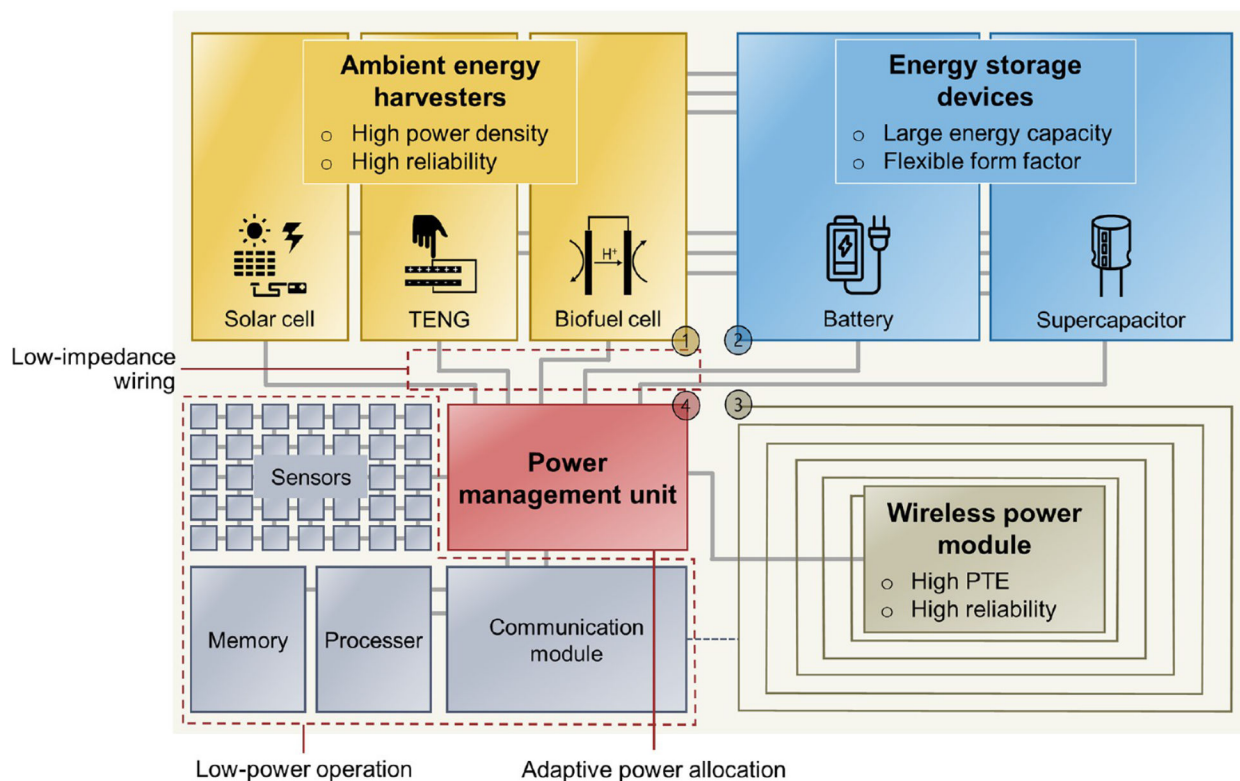 Ambient energy
harvesters
○ High power density
○ High reliability
Energy storage
devices
○ Large energy capacity
○ Flexible form factor
H⁺
Solar cell
TENG
Biofuel cell
Battery
Supercapacitor
1
2
Low-impedance
wiring
4
3
Sensors
Power
management unit
Wireless power
module
○ High PTE
○ High reliability
Memory
Processer
Communication
module
Low-power operation
Adaptive power allocation